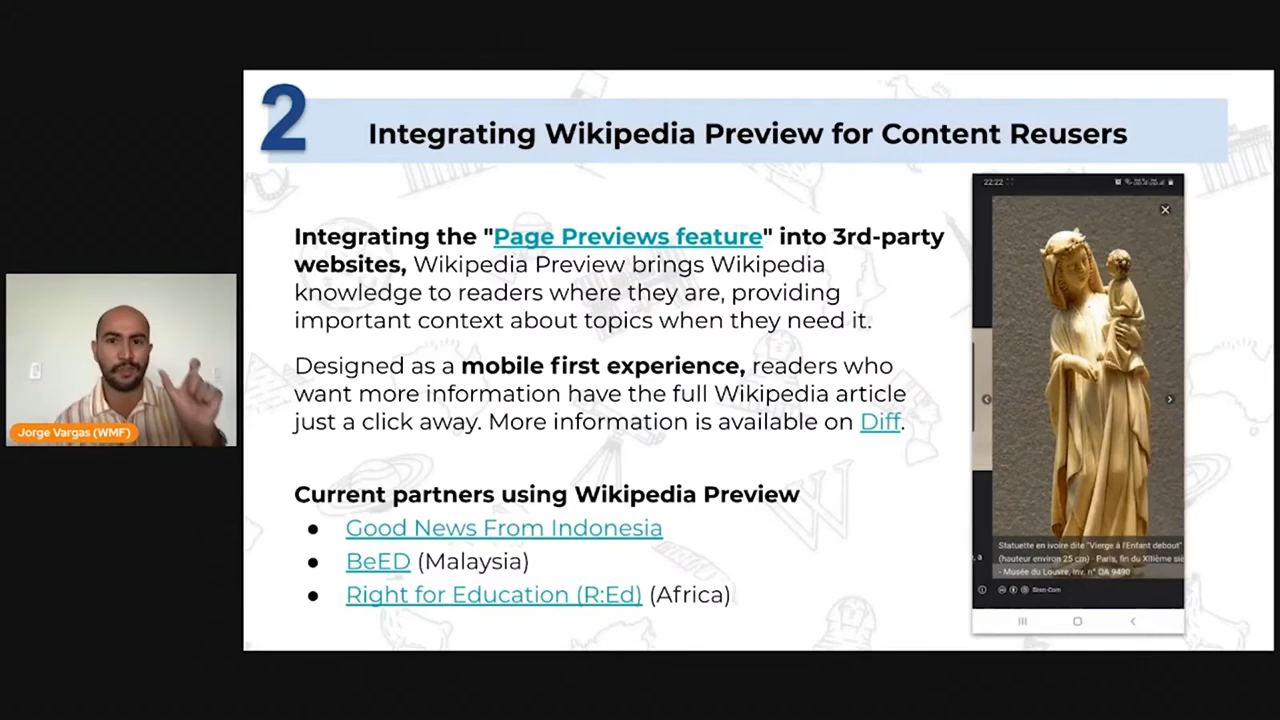 2
Integrating Wikipedia Preview for Content Reusers
Integrating the "Page Previews feature" into 3rd-party
websites, Wikipedia Preview brings Wikipedia
knowledge to readers where they are, providing
important context about topics when they need it.
Designed as a mobile first experience, readers who
want more information have the full Wikipedia article
just a click away. More information is available on Diff.
Current partners using Wikipedia Preview
● Good News From Indonesia
● BeED (Malaysia)
● Right for Education (R:Ed) (Africa)
Jorge Vargas (WMF)
22:22
Statuette en ivoire dite "Vierge à l'Enfant debout"
(hauteur environ 25 cm) - Paris, fin du XIIIème siè
- Musée du Louvre, Inv. n° OA 9490
Siren-Com
W